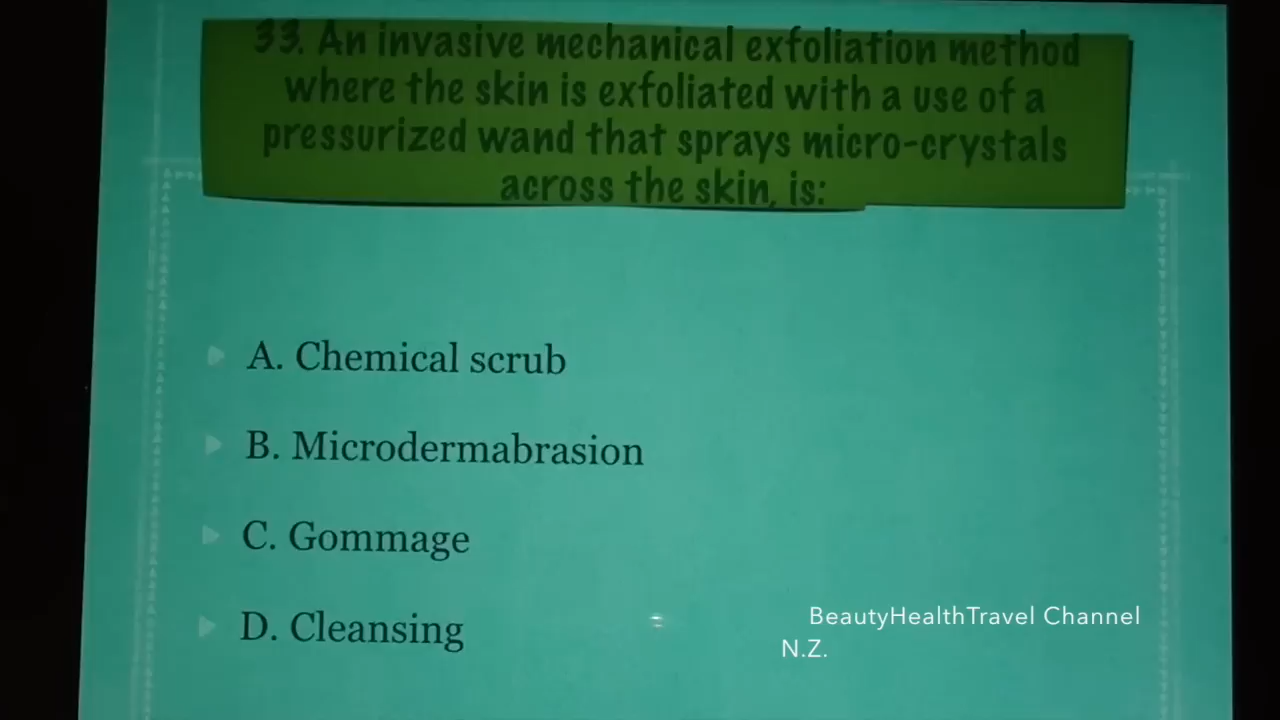 33. An invasive mechanical exfoliation method
where the skin is exfoliated with a use of a
pressurized wand that sprays micro-crystals
across the skin, is:
A. Chemical scrub
B. Microdermabrasion
C. Gommage
D. Cleansing
BeautyHealthTravel Channel
N.Z.